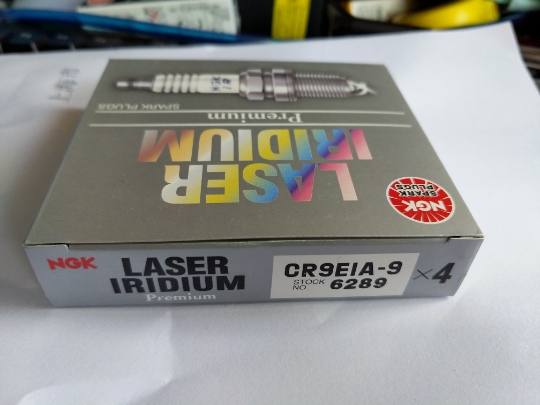 SPARK PLUGS
Premium
LASER
IRIDIUM
NGK
SPARK
PLUGS
NGK
LASER
IRIDIUM
Premium
CR9EIA-9
STOCK
NO.
6289
×4